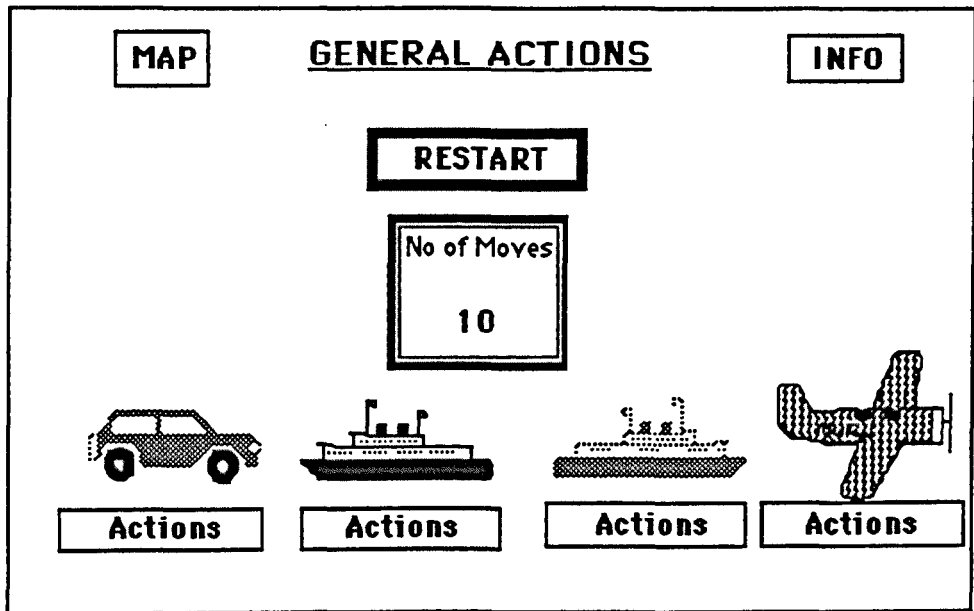 MAP
GENERAL ACTIONS
INFO
RESTART
No of Moves
10
Actions
Actions
Actions
Actions